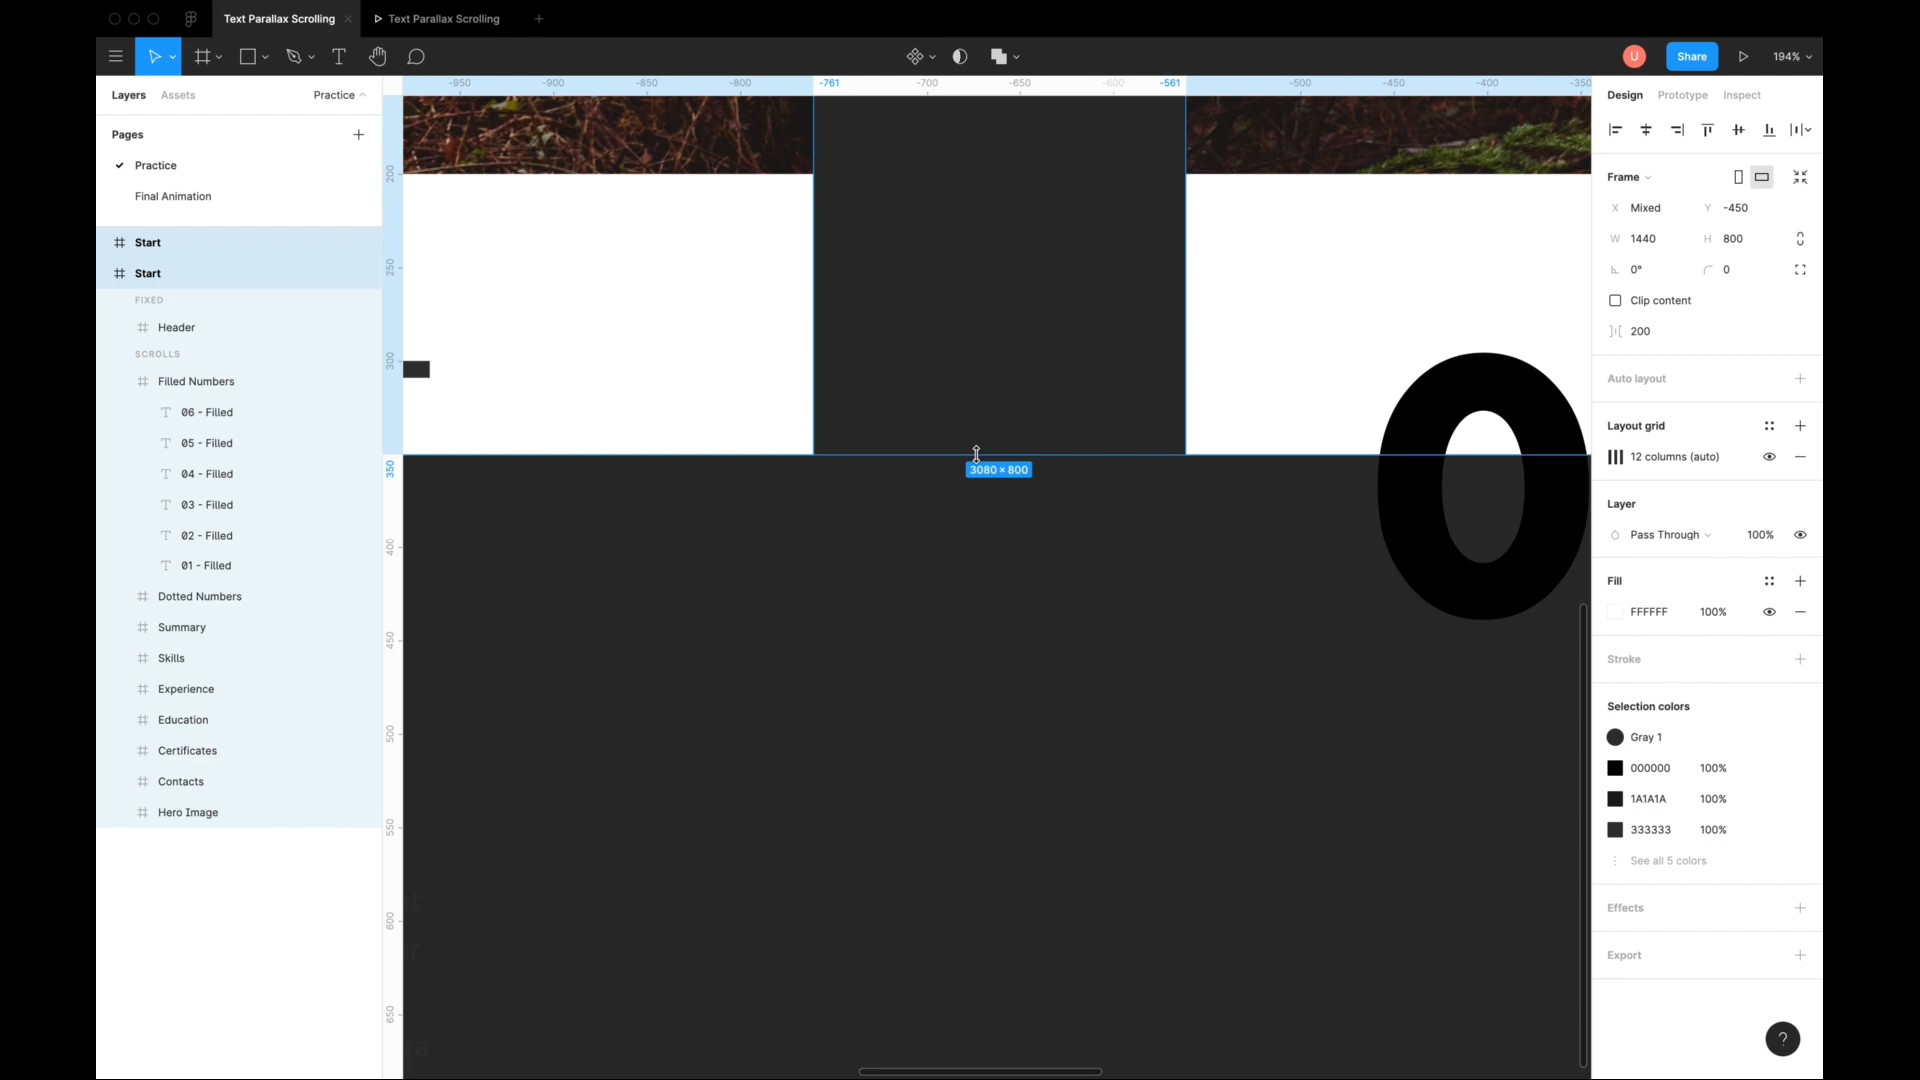 Text Parallax Scrolling
Text Parallax Scrolling
U
Share
194%
Layers
Assets
Practice
Pages
Practice
Final Animation
Start
Start
FIXED
Header
SCROLLS
Filled Numbers
06 - Filled
05 - Filled
04 - Filled
03 - Filled
02 - Filled
01 - Filled
Dotted Numbers
Summary
Skills
Experience
Education
Certificates
Contacts
Hero Image
-950 -900 -850 -800 -761 -700 -650 -600 -561 -500 -450 -400 -350
200
250
300
350
400
450
500
550
600
650
3080 × 800
0
Design
Prototype
Inspect
Frame
X Mixed Y -450
W 1440 H 800
0° 0
Clip content
200
Auto layout
Layout grid
12 columns (auto)
Layer
Pass Through 100%
Fill
FFFFFF 100%
Stroke
Selection colors
Gray 1
000000 100%
1A1A1A 100%
333333 100%
See all 5 colors
Effects
Export
?